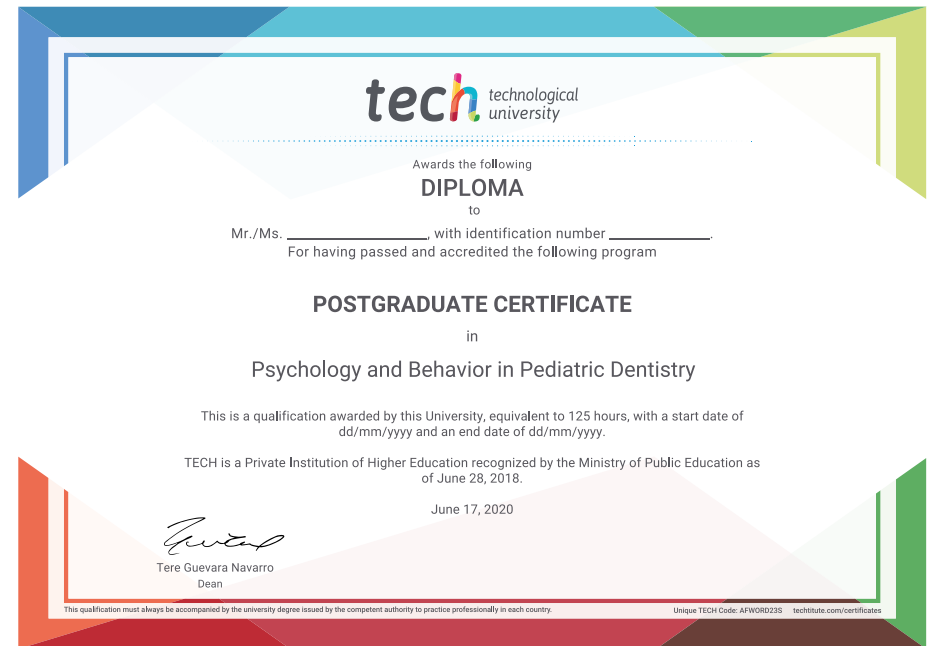 tech technological
university
Awards the following
DIPLOMA
to
Mr./Ms. ____________________, with identification number ______________.
For having passed and accredited the following program
POSTGRADUATE CERTIFICATE
in
Psychology and Behavior in Pediatric Dentistry
This is a qualification awarded by this University, equivalent to 125 hours, with a start date of
dd/mm/yyyy and an end date of dd/mm/yyyy.
TECH is a Private Institution of Higher Education recognized by the Ministry of Public Education as
of June 28, 2018.
June 17, 2020
Tere Guevara Navarro
Dean
This qualification must always be accompanied by the university degree issued by the competent authority to practice professionally in each country. Unique TECH Code: AFWORD23S techtitute.com/certificates